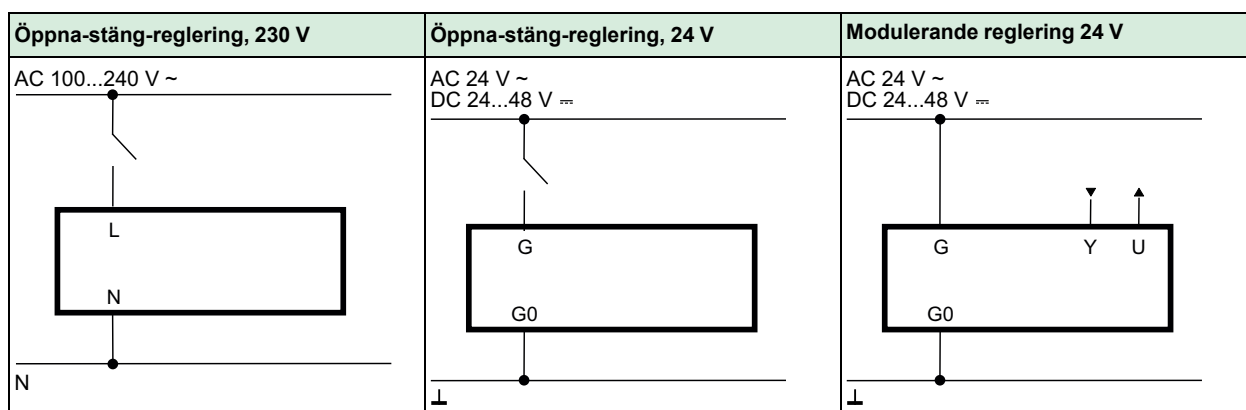 Öppna-stäng-reglering, 230 V
AC 100...240 V ~
L
N
N
Öppna-stäng-reglering, 24 V
AC 24 V ~
DC 24...48 V ⎓
G
G0
Modulerande reglering 24 V
AC 24 V ~
DC 24...48 V ⎓
G Y U
G0